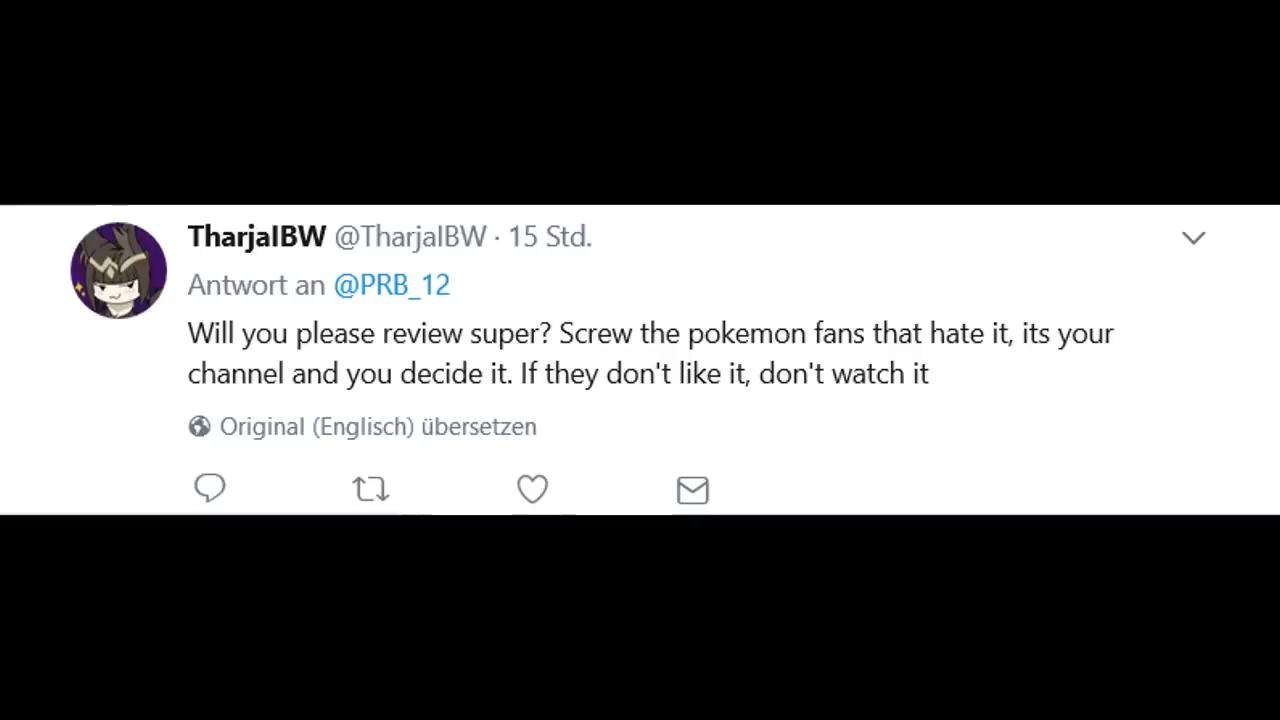 TharjaIBW @TharjaIBW · 15 Std.
Antwort an @PRB_12
Will you please review super? Screw the pokemon fans that hate it, its your
channel and you decide it. If they don't like it, don't watch it
Original (Englisch) übersetzen